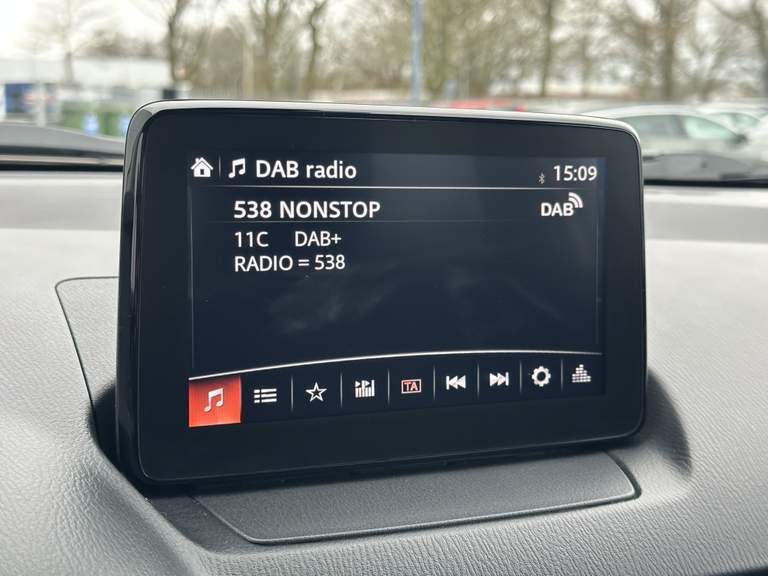 DAB radio 15:09
538 NONSTOP DAB
11C DAB+
RADIO = 538
TA